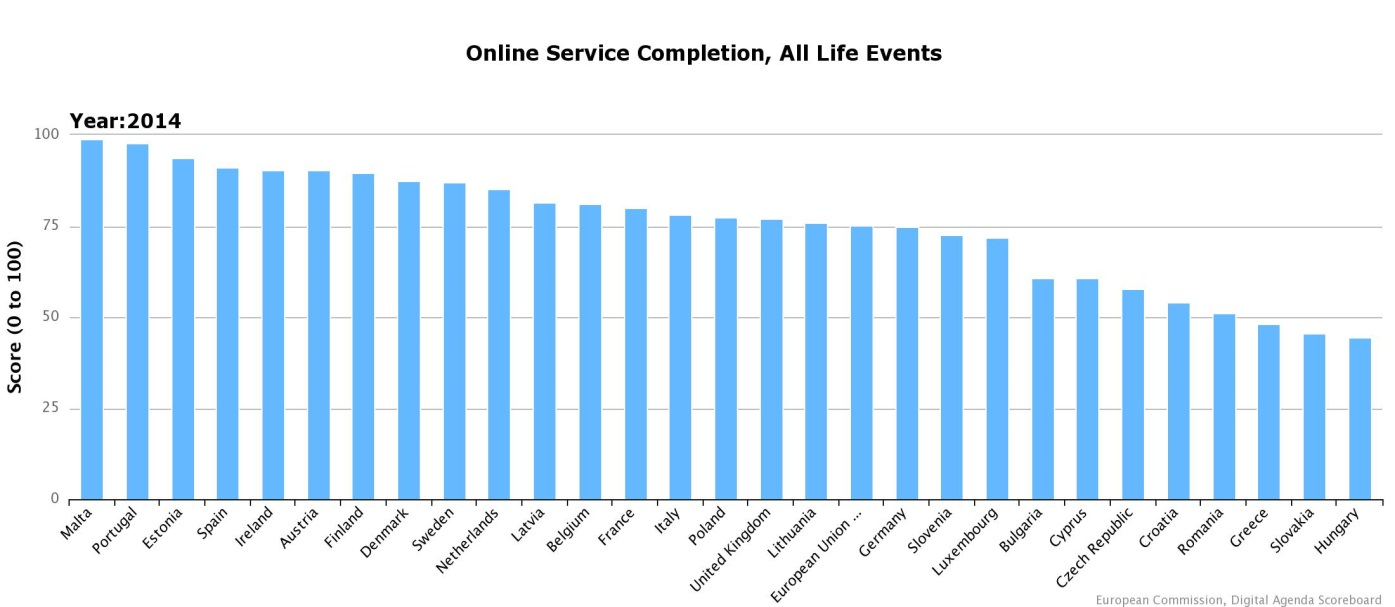 Online Service Completion, All Life Events
Year:2014
Score (0 to 100)
100
75
50
25
0
Malta
Portugal
Estonia
Spain
Ireland
Austria
Finland
Denmark
Sweden
Netherlands
Latvia
Belgium
France
Italy
Poland
United Kingdom
Lithuania
European Union ...
Germany
Slovenia
Luxembourg
Bulgaria
Cyprus
Czech Republic
Croatia
Romania
Greece
Slovakia
Hungary
European Commission, Digital Agenda Scoreboard